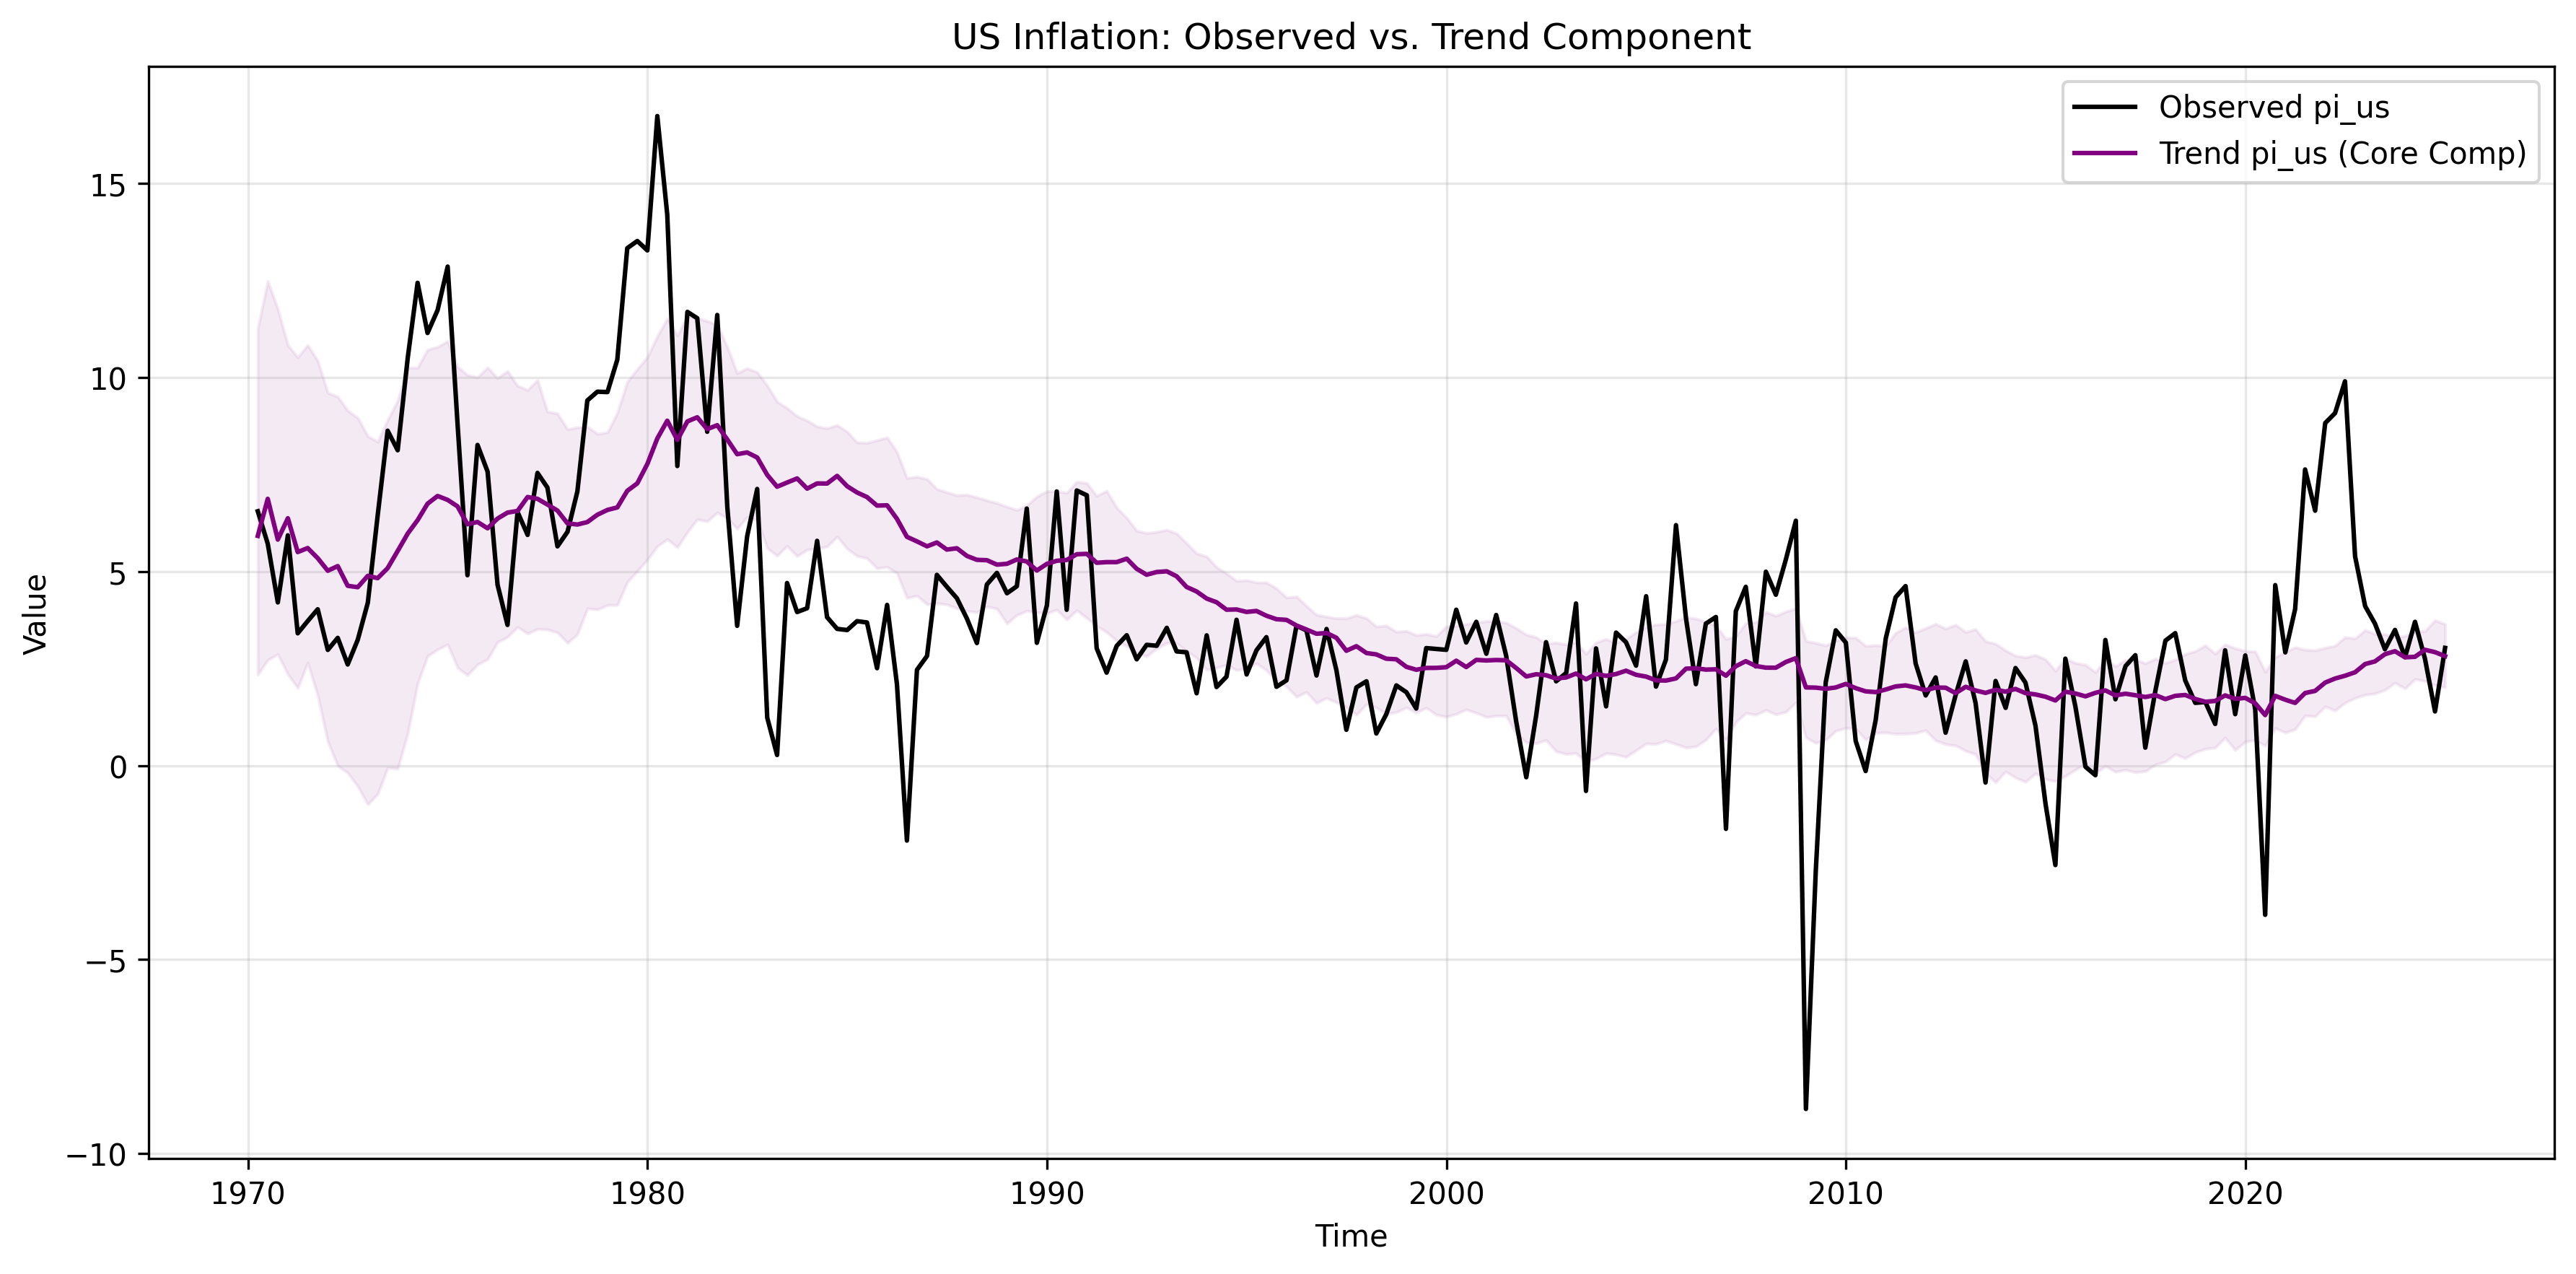 US Inflation: Observed vs. Trend Component
Observed pi_us
Trend pi_us (Core Comp)
Value
15
10
5
0
−5
−10
1970 1980 1990 2000 2010 2020
Time